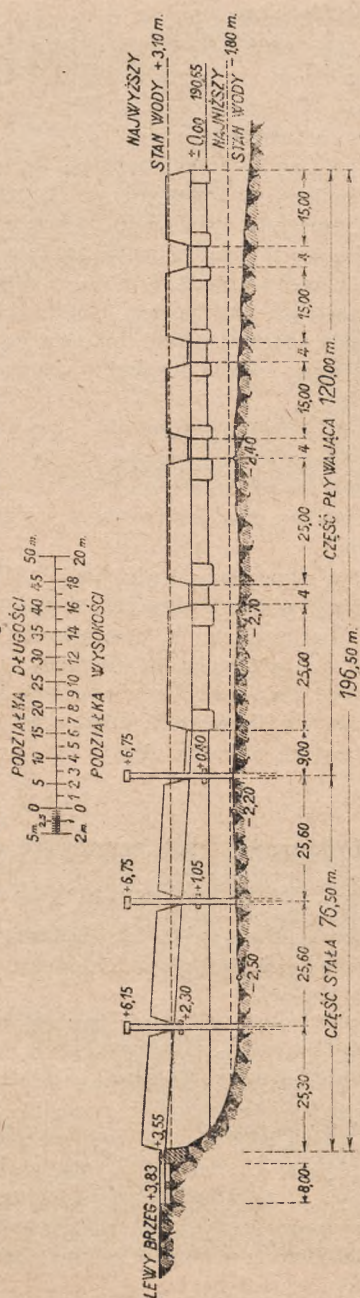 PODZIAŁKA DŁUGOŚCI
5 m. 2,5 0 5 10 15 20 25 30 35 40 45 50 m.
2 m. 0 1 2 3 4 5 6 7 8 9 10 12 14 16 18 20 m.
PODZIAŁKA WYSOKOŚCI
NAJWYŻSZY
STAN WODY +3,10 m.
± 0,00 190,65
NAJNIŻSZY
STAN WODY -1,80 m.
+6,15
+6,75
+6,75
LEWY BRZEG +3,83
+3,55
+2,30
+1,05
-2,50
-2,20
-2,70
-2,40
8,00
25,30
25,60
25,60
9,00
25,00
4
25,00
4
15,00
4
15,00
4
15,00
CZĘŚĆ STAŁA 76,50 m.
CZĘŚĆ PŁYWAJĄCA 120,00 m.
196,50 m.